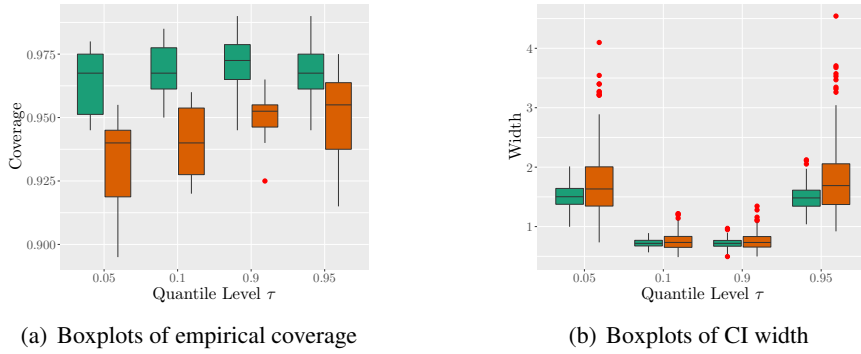 0.975
0.950
0.925
0.900
Coverage
0.05 0.1 0.9 0.95
Quantile Level τ
(a) Boxplots of empirical coverage
4
3
2
1
Width
0.05 0.1 0.9 0.95
Quantile Level τ
(b) Boxplots of CI width